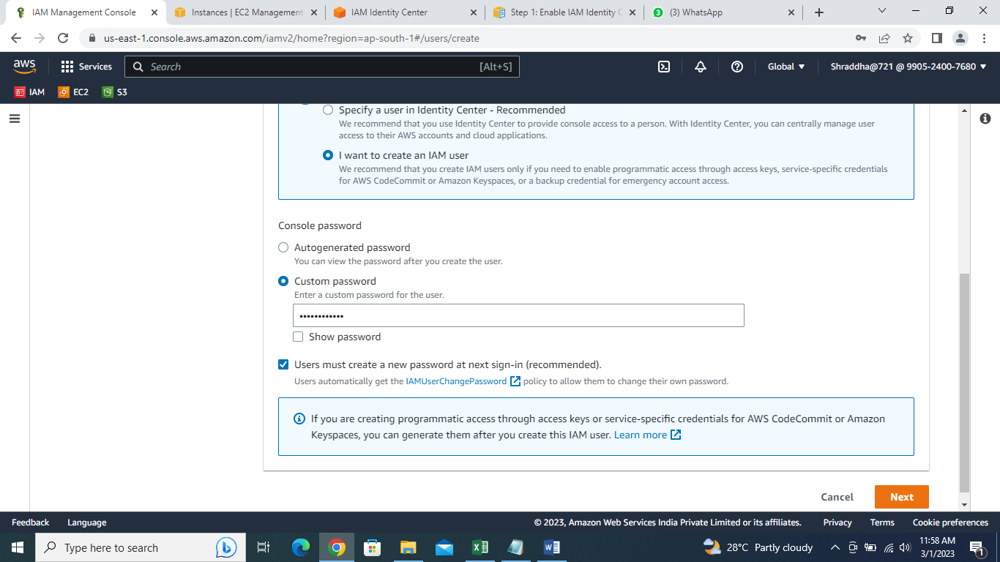 IAM Management Console
Instances | EC2 Management
IAM Identity Center
Step 1: Enable IAM Identity C
(3) WhatsApp
us-east-1.console.aws.amazon.com/iamv2/home?region=ap-south-1#/users/create
aws
Services
Search
[Alt+S]
Global
Shraddha@721 @ 9905-2400-7680
IAM
EC2
S3
Specify a user in Identity Center - Recommended
We recommend that you use Identity Center to provide console access to a person. With Identity Center, you can centrally manage user
access to their AWS accounts and cloud applications.
I want to create an IAM user
We recommend that you create IAM users only if you need to enable programmatic access through access keys, service-specific credentials
for AWS CodeCommit or Amazon Keyspaces, or a backup credential for emergency account access.
Console password
Autogenerated password
You can view the password after you create the user.
Custom password
Enter a custom password for the user.
••••••••••••
Show password
Users must create a new password at next sign-in (recommended).
Users automatically get the IAMUserChangePassword policy to allow them to change their own password.
If you are creating programmatic access through access keys or service-specific credentials for AWS CodeCommit or Amazon
Keyspaces, you can generate them after you create this IAM user. Learn more
Cancel
Next
Feedback
Language
© 2023, Amazon Web Services India Private Limited or its affiliates.
Privacy
Terms
Cookie preferences
Type here to search
28°C Partly cloudy
11:58 AM
3/1/2023
1